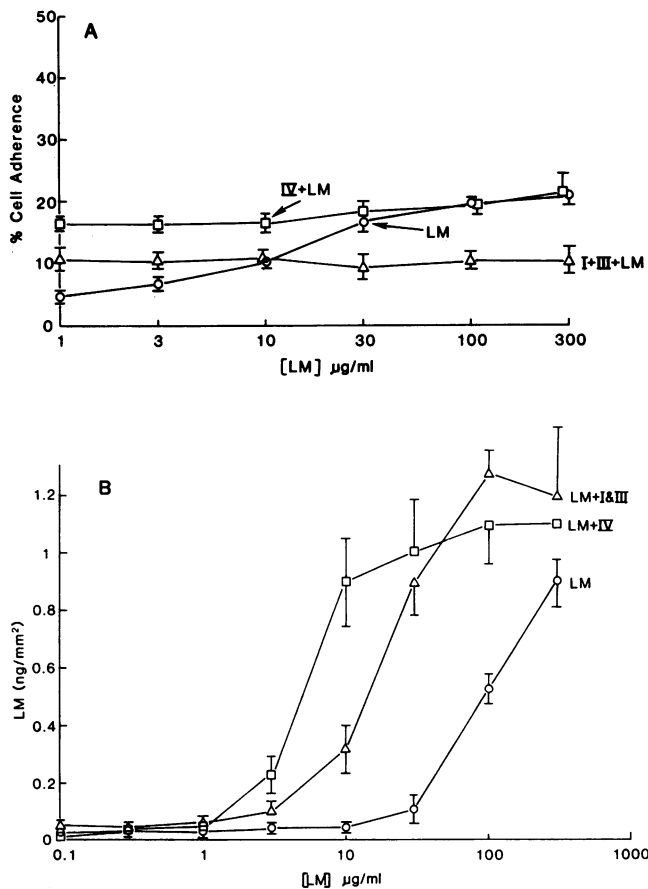 A
50
40
30
20
10
0
% Cell Adherence
IV+LM
LM
I+III+LM
1 3 10 30 100 300
[LM] µg/ml
B
1.2
1
0.8
0.6
0.4
0.2
0
LM (ng/mm²)
LM+I&III
LM+IV
LM
0.1 1 10 100 1000
[LM] µg/ml